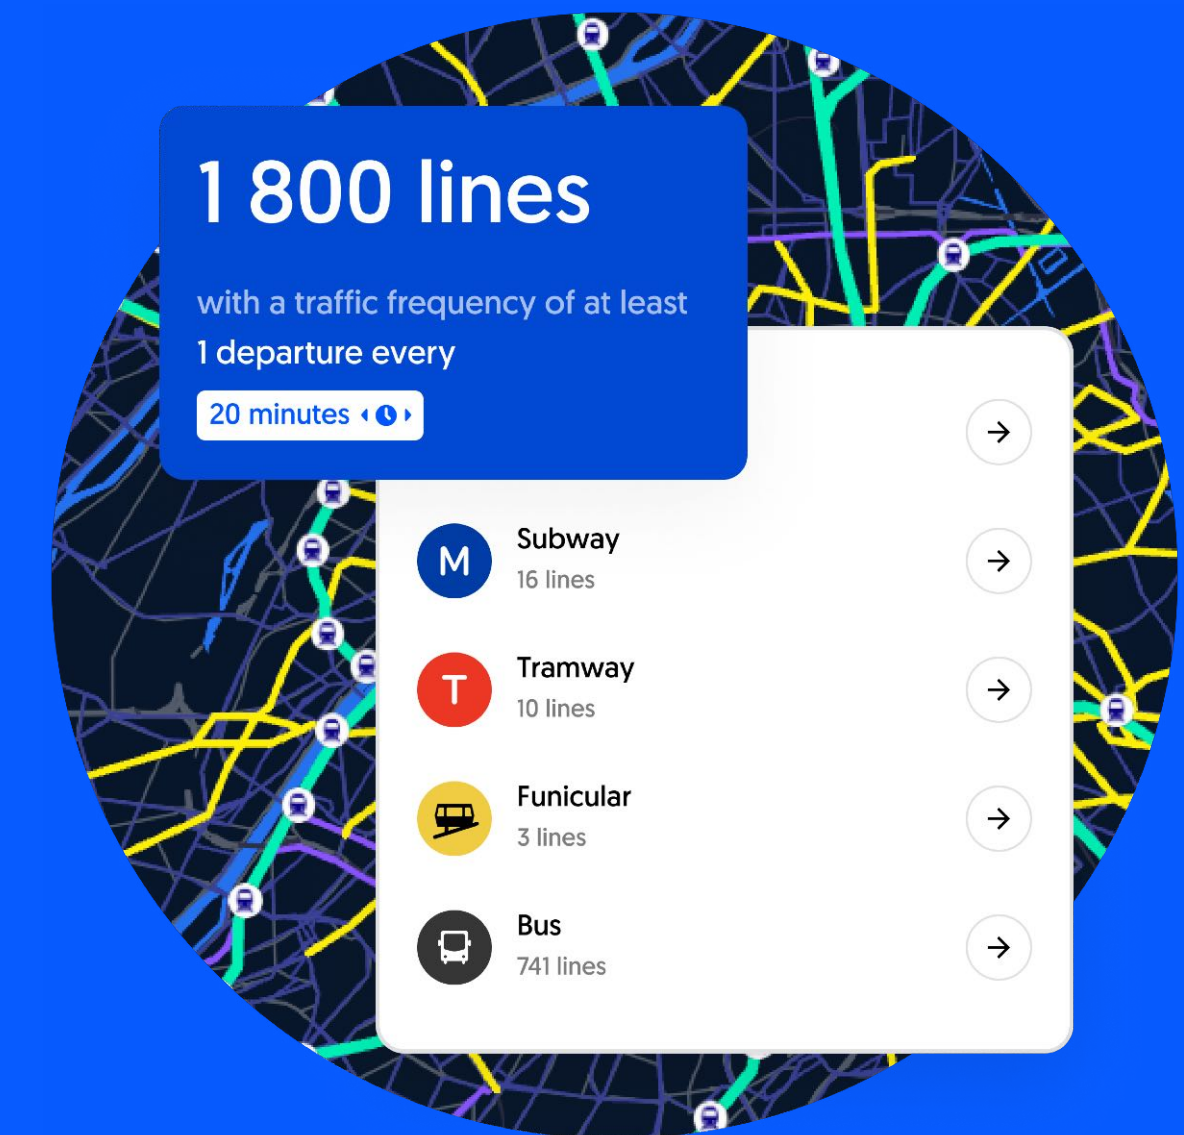 1 800 lines
with a traffic frequency of at least
1 departure every
20 minutes
M
Subway
16 lines
T
Tramway
10 lines
Funicular
3 lines
Bus
741 lines